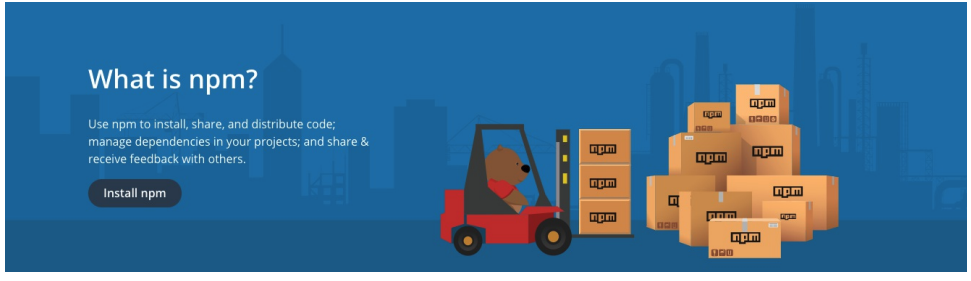 What is npm?
Use npm to install, share, and distribute code;
manage dependencies in your projects; and share &
receive feedback with others.
Install npm
npm
npm
npm
npm
npm
npm
npm
npm
npm
npm
npm
npm